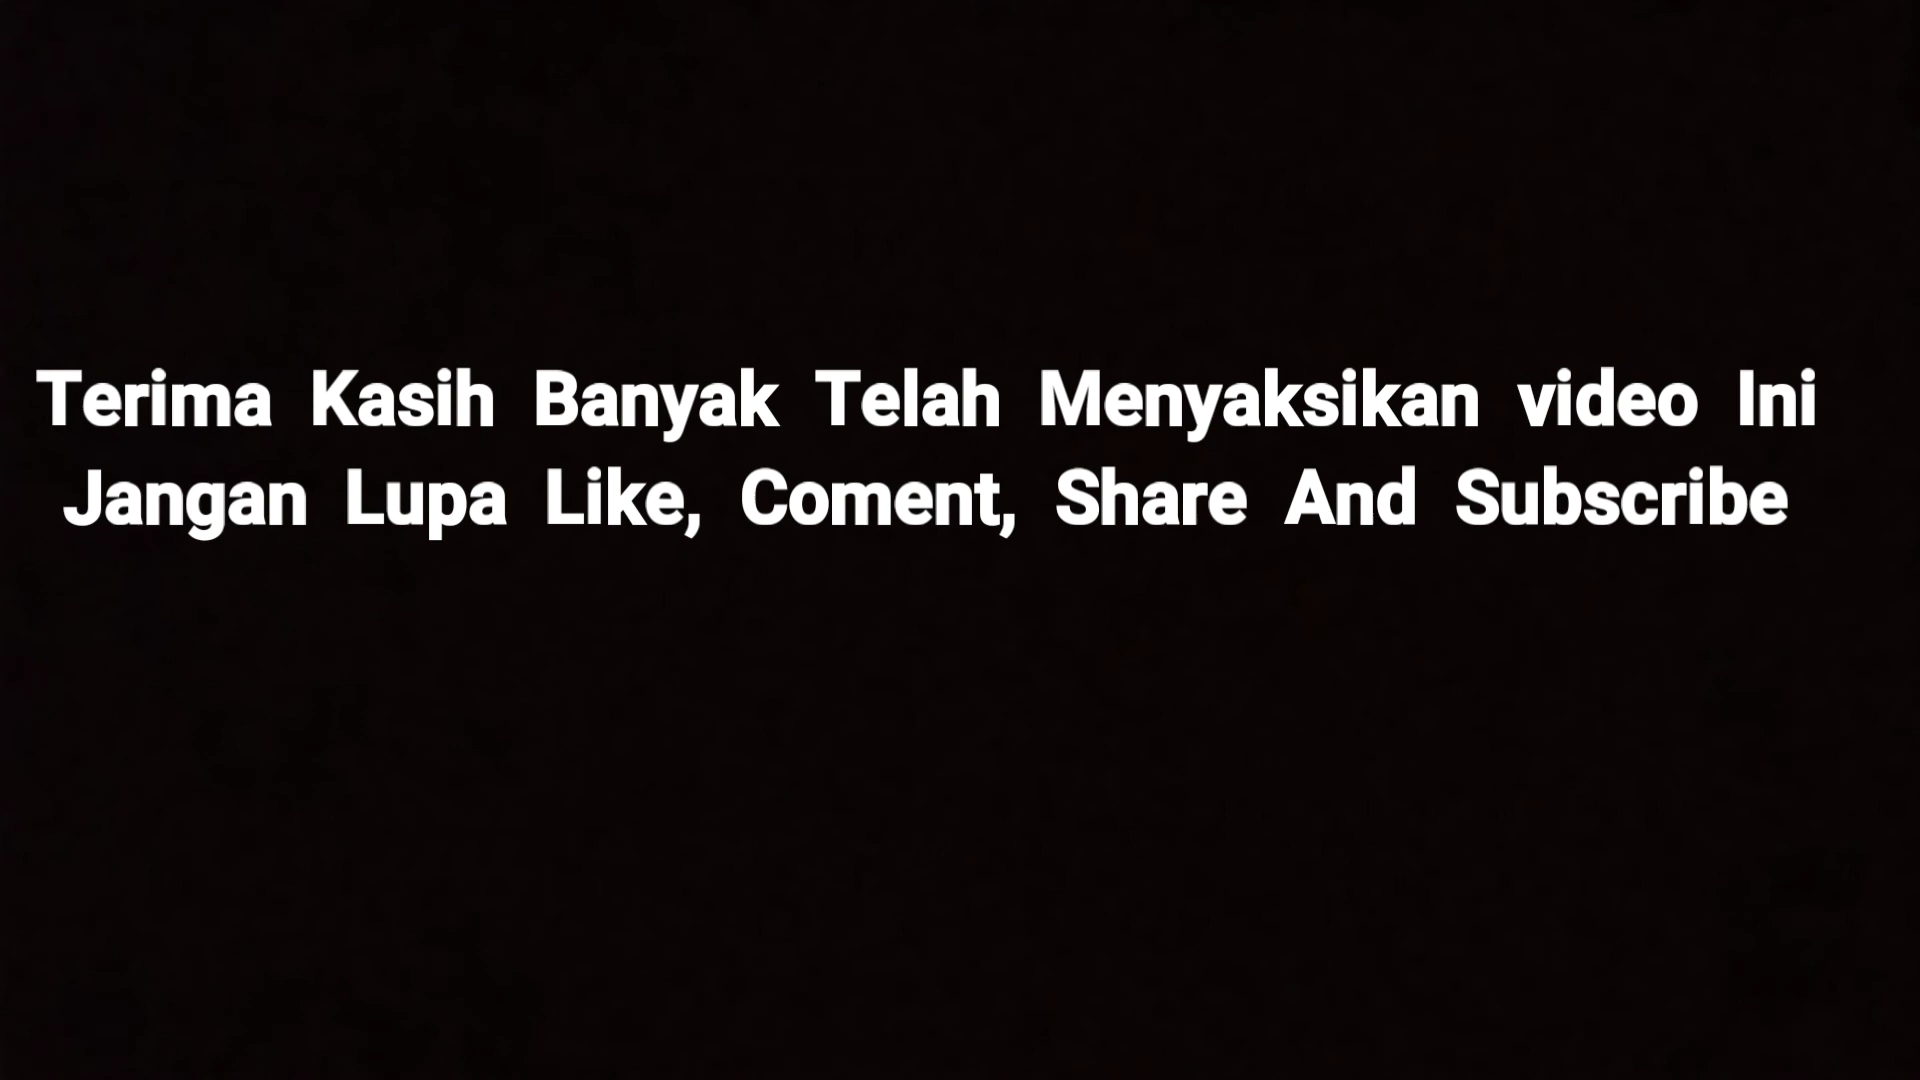 Terima Kasih Banyak Telah Menyaksikan video Ini
Jangan Lupa Like, Coment, Share And Subscribe